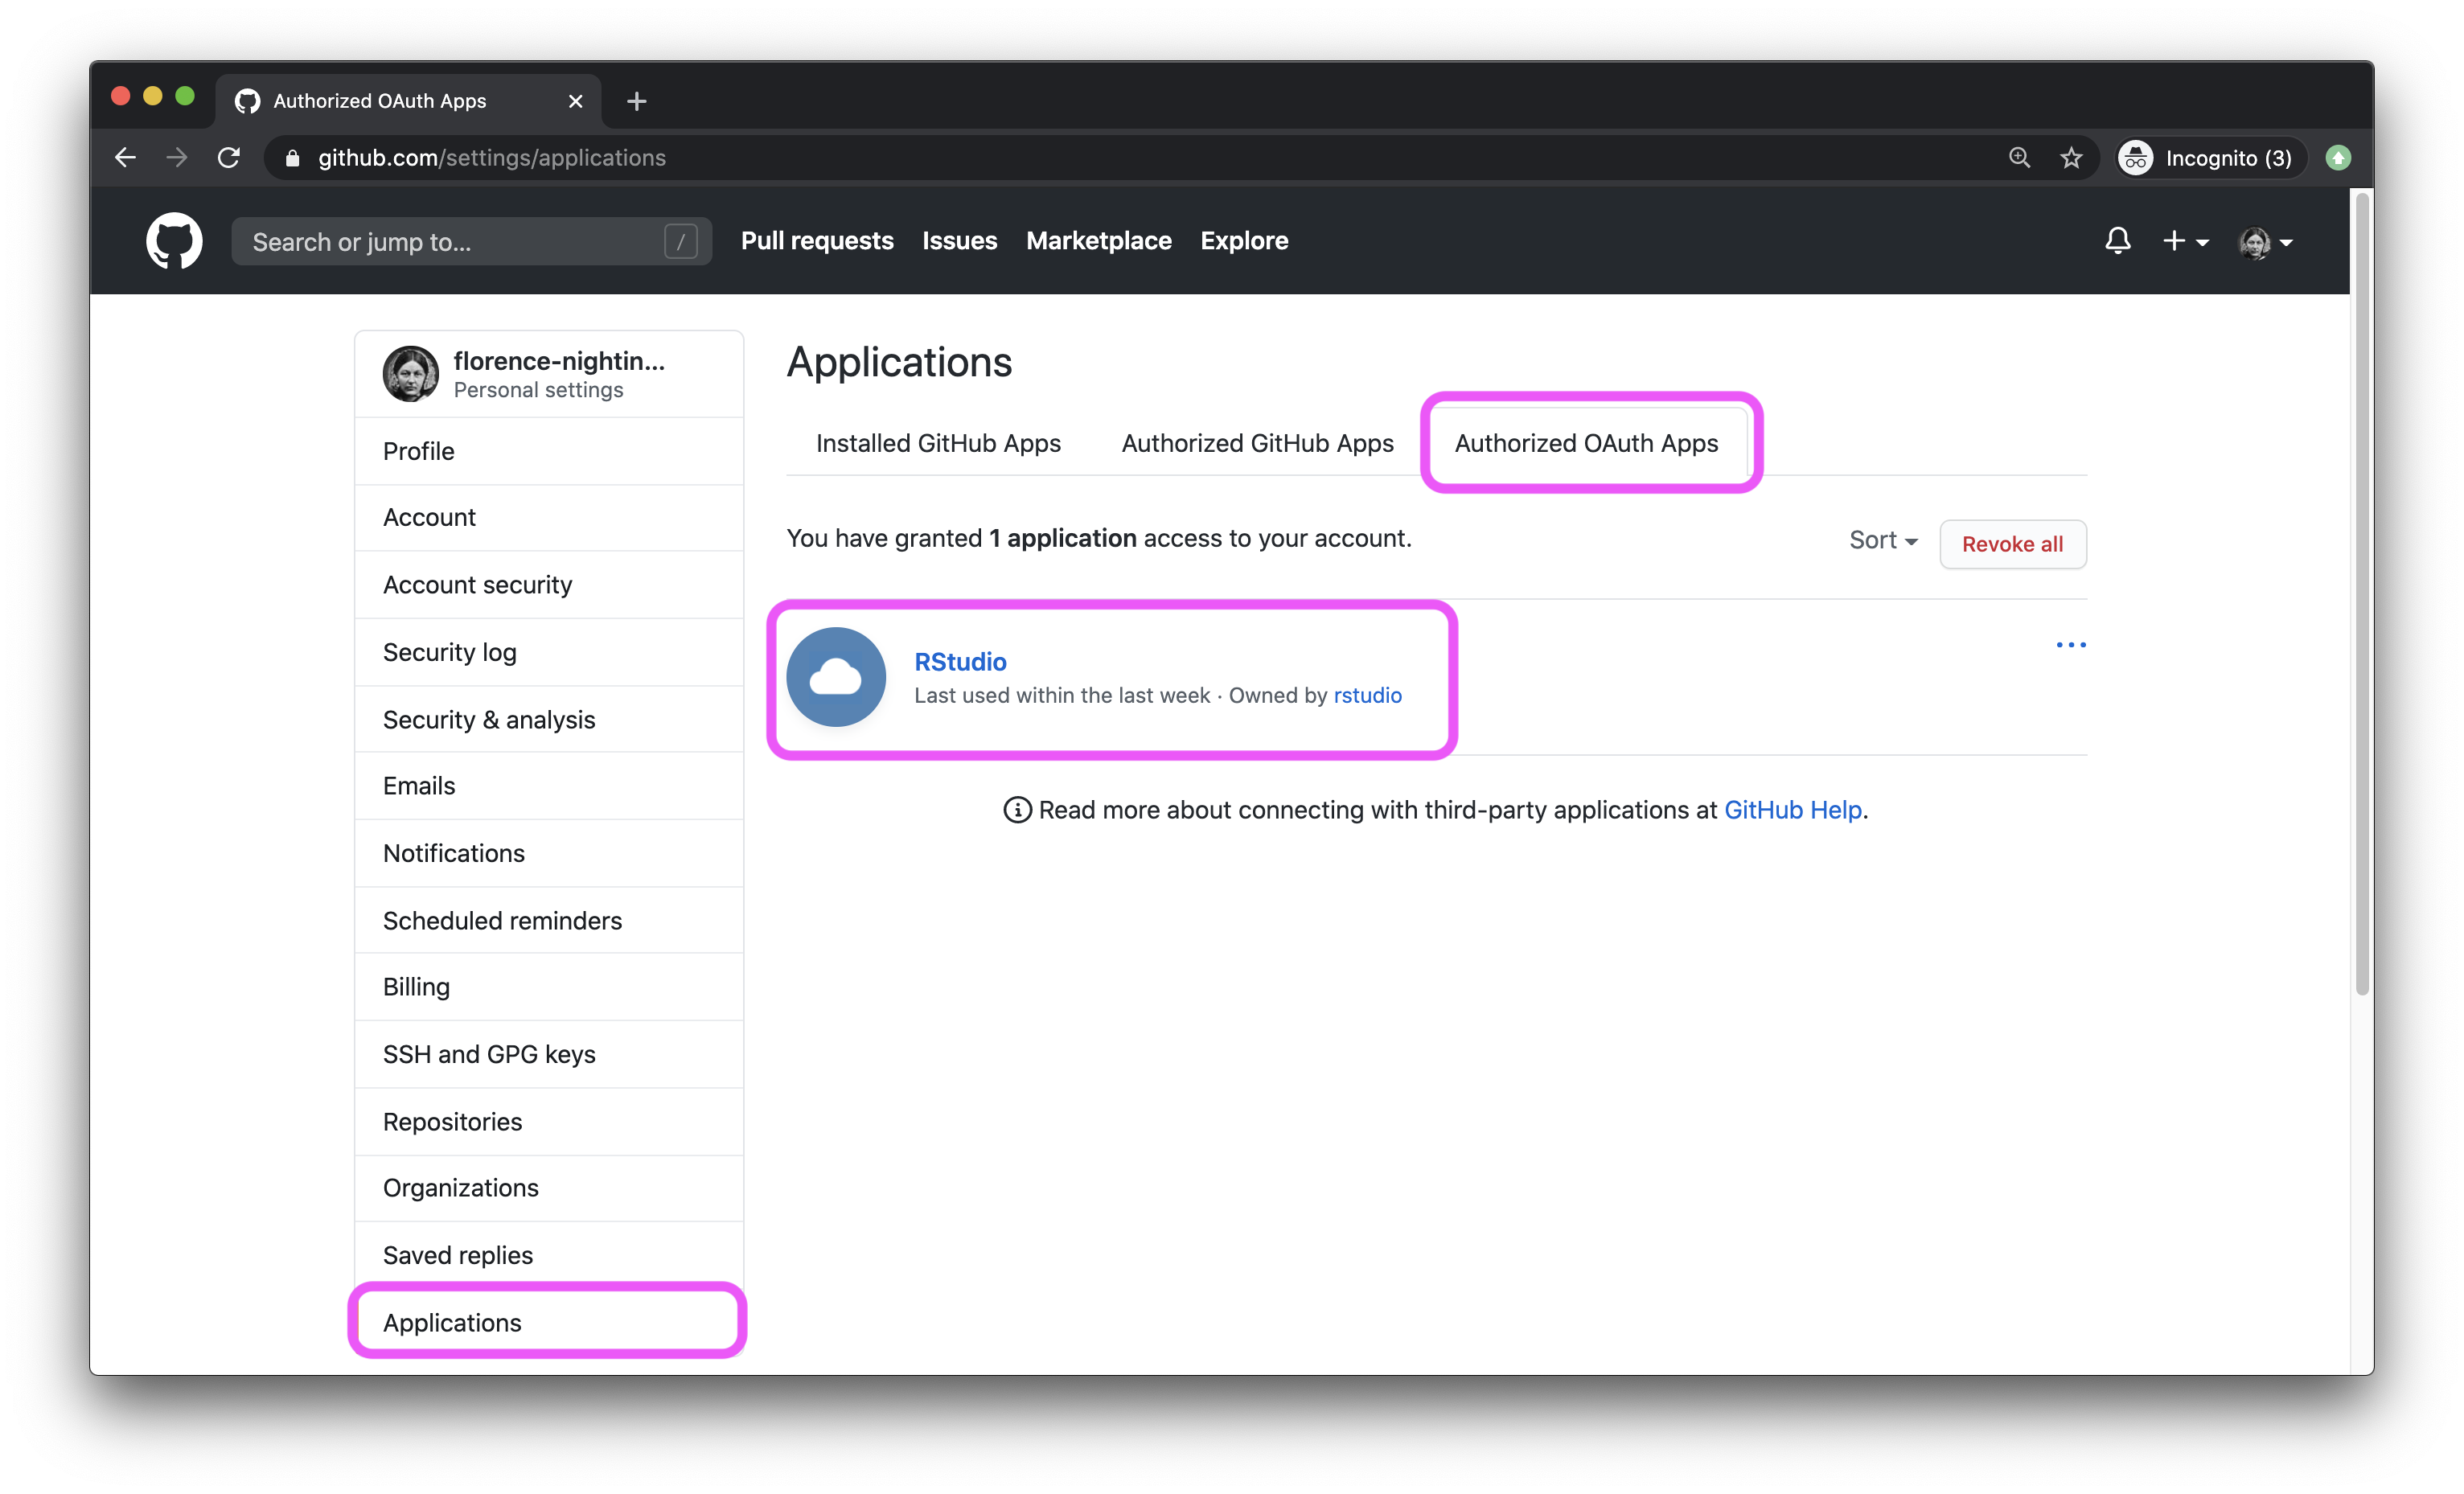 Authorized OAuth Apps
github.com/settings/applications
Incognito (3)
Search or jump to...
/
Pull requests
Issues
Marketplace
Explore
florence-nightin...
Personal settings
Profile
Account
Account security
Security log
Security & analysis
Emails
Notifications
Scheduled reminders
Billing
SSH and GPG keys
Repositories
Organizations
Saved replies
Applications
Applications
Installed GitHub Apps
Authorized GitHub Apps
Authorized OAuth Apps
You have granted 1 application access to your account.
Sort
Revoke all
RStudio
Last used within the last week · Owned by rstudio
Read more about connecting with third-party applications at GitHub Help.